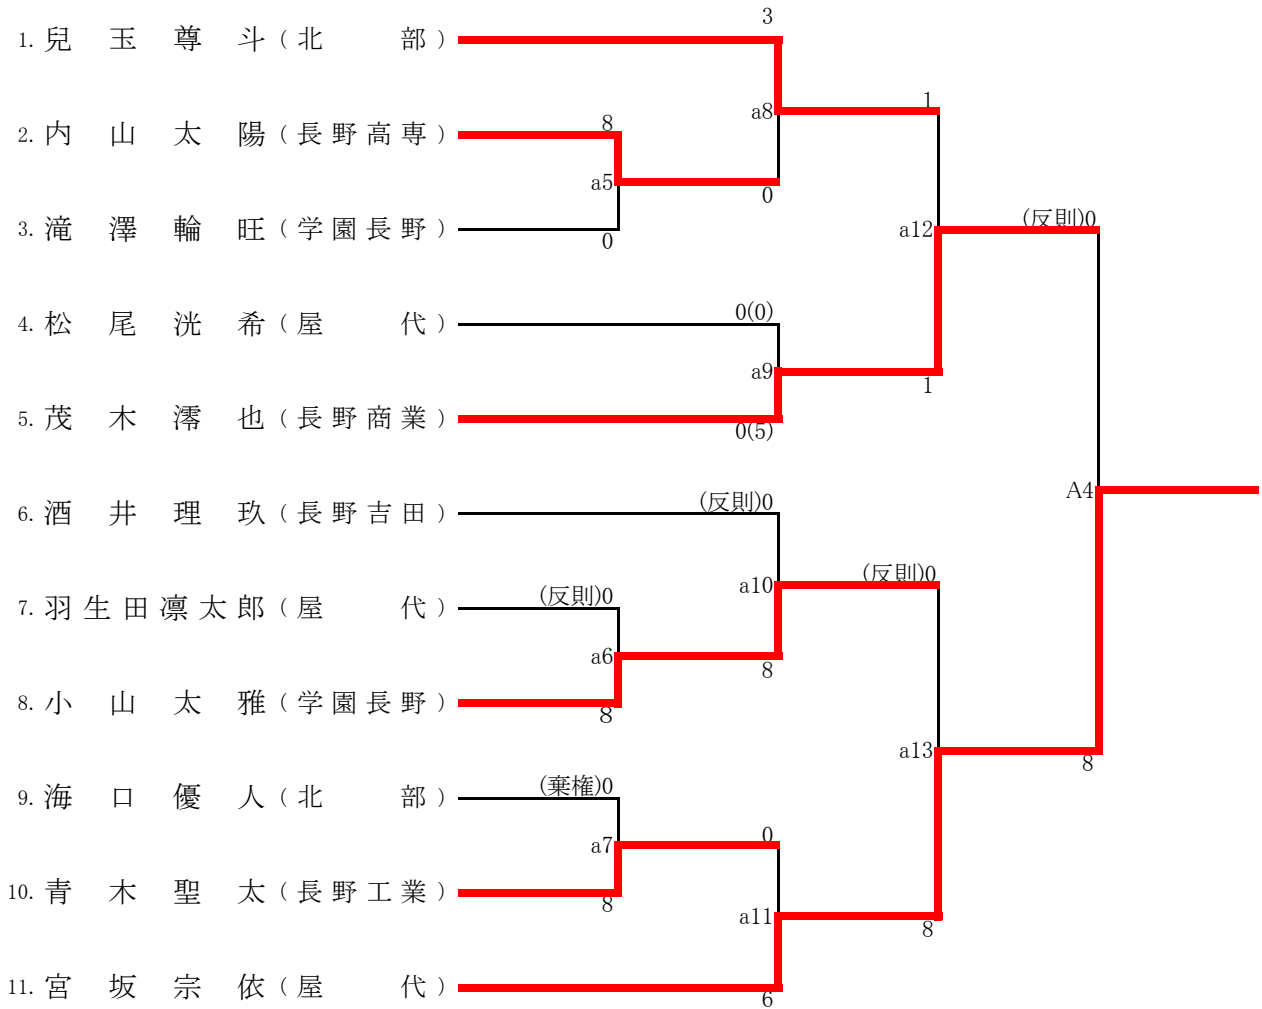 3
1. 兒玉尊斗（北部）
1
a8
8
2. 内山太陽（長野高専）
a5
0
(反則)0
3. 滝澤輪旺（学園長野）
a12
0
0(0)
4. 松尾洸希（屋代）
a9
1
5. 茂木澪也（長野商業）
0(5)
A4
(反則)0
6. 酒井理玖（長野吉田）
(反則)0
a10
(反則)0
7. 羽生田凛太郎（屋代）
a6
8
8. 小山太雅（学園長野）
8
a13
8
(棄権)0
9. 海口優人（北部）
0
a7
10. 青木聖太（長野工業）
8
a11
8
11. 宮坂宗依（屋代）
6